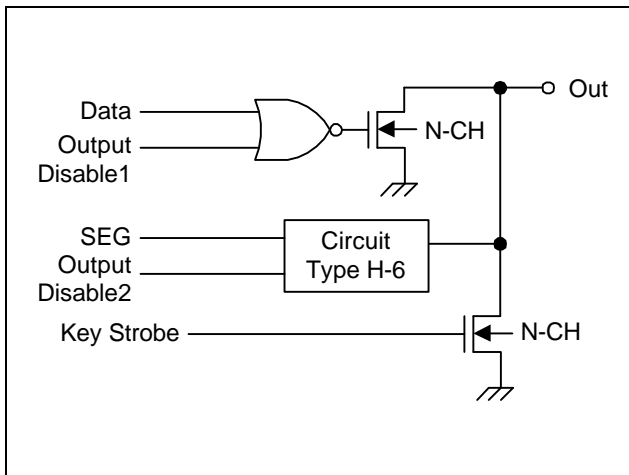 Data
Out
Output
Disable1
N-CH
SEG
Output
Disable2
Circuit
Type H-6
Key Strobe
N-CH